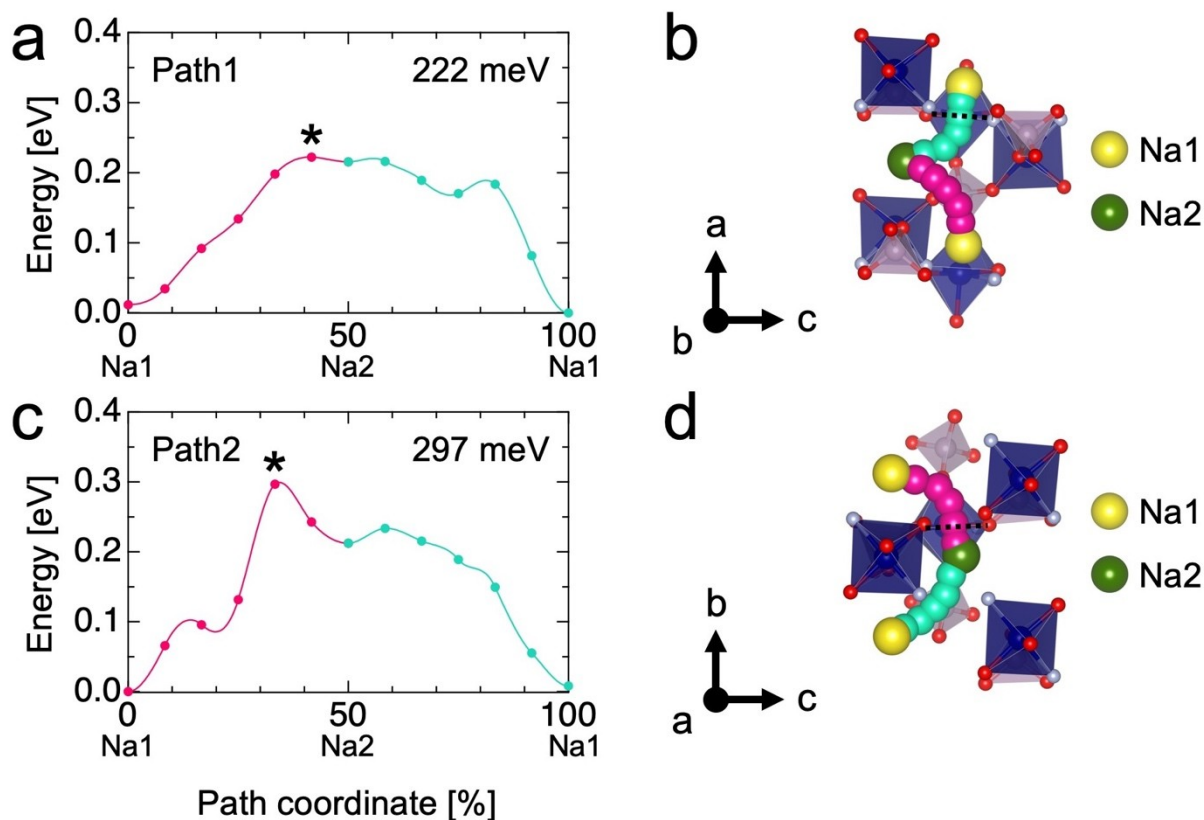 a
Energy [eV]
0.4
0.3
0.2
0.1
0.0
Path1
222 meV
*
0
50
100
Na1
Na2
Na1
b
Na1
Na2
a
b
c
c
Energy [eV]
0.4
0.3
0.2
0.1
0.0
Path2
297 meV
*
0
50
100
Na1
Na2
Na1
Path coordinate [%]
d
Na1
Na2
b
a
c